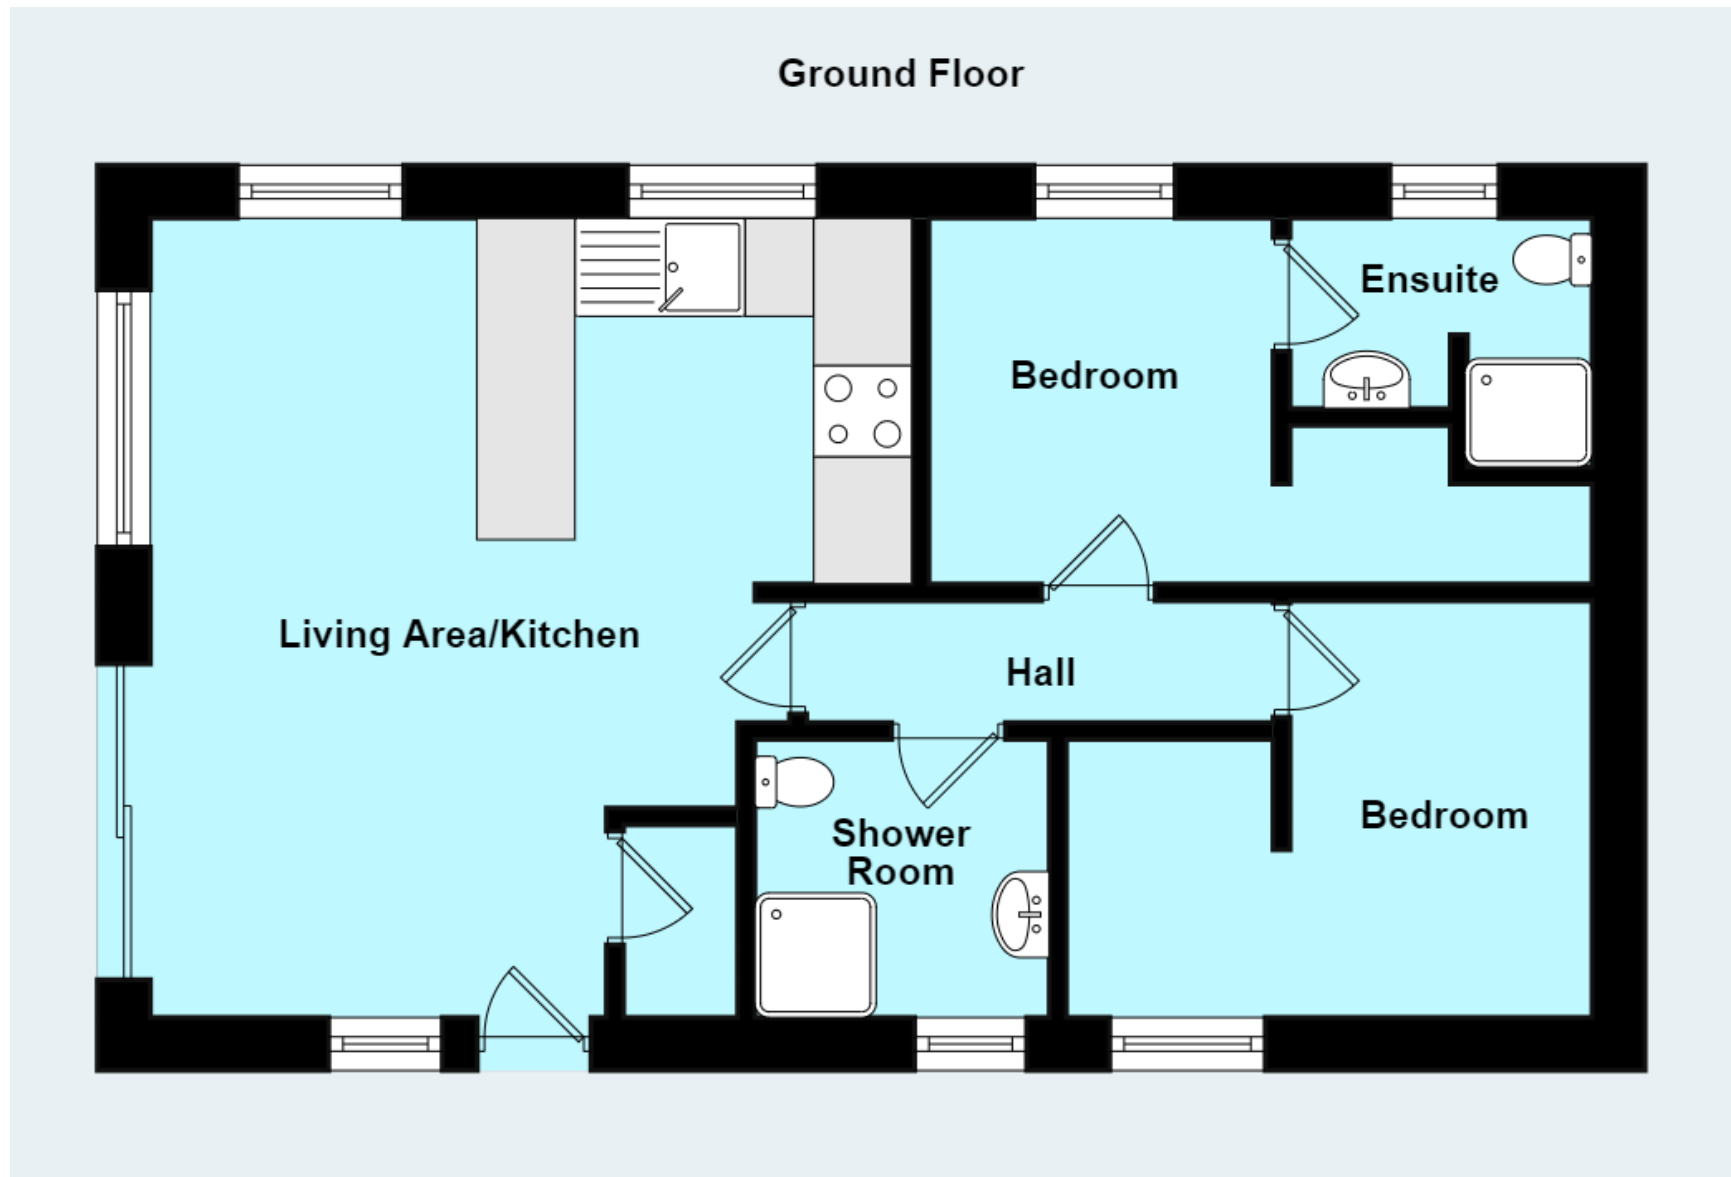 Ground Floor
Ensuite
Bedroom
Living Area/Kitchen
Hall
Shower
Room
Bedroom